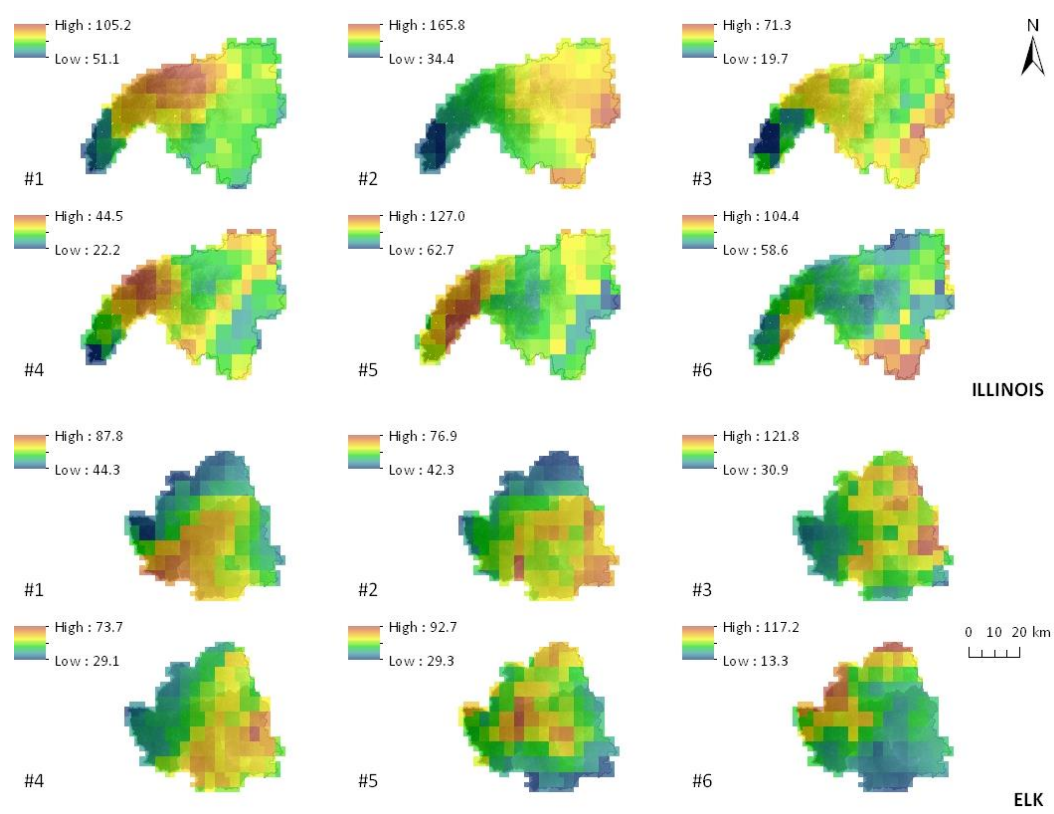 High : 105.2
Low : 51.1
#1
High : 165.8
Low : 34.4
#2
High : 71.3
Low : 19.7
#3
N
High : 44.5
Low : 22.2
#4
High : 127.0
Low : 62.7
#5
High : 104.4
Low : 58.6
#6
ILLINOIS
High : 87.8
Low : 44.3
#1
High : 76.9
Low : 42.3
#2
High : 121.8
Low : 30.9
#3
High : 73.7
Low : 29.1
#4
High : 92.7
Low : 29.3
#5
High : 117.2
Low : 13.3
#6
0 10 20 km
ELK